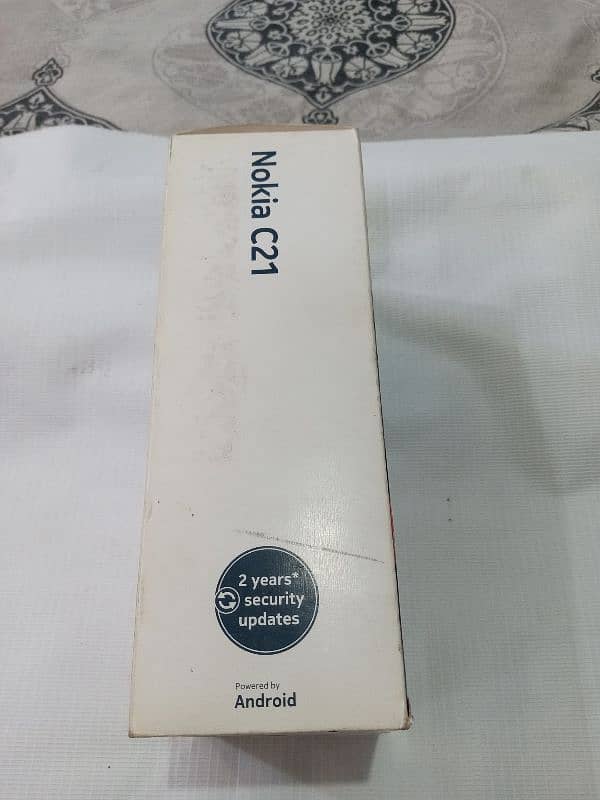 Nokia C21
2 years*
security
updates
Powered by
Android